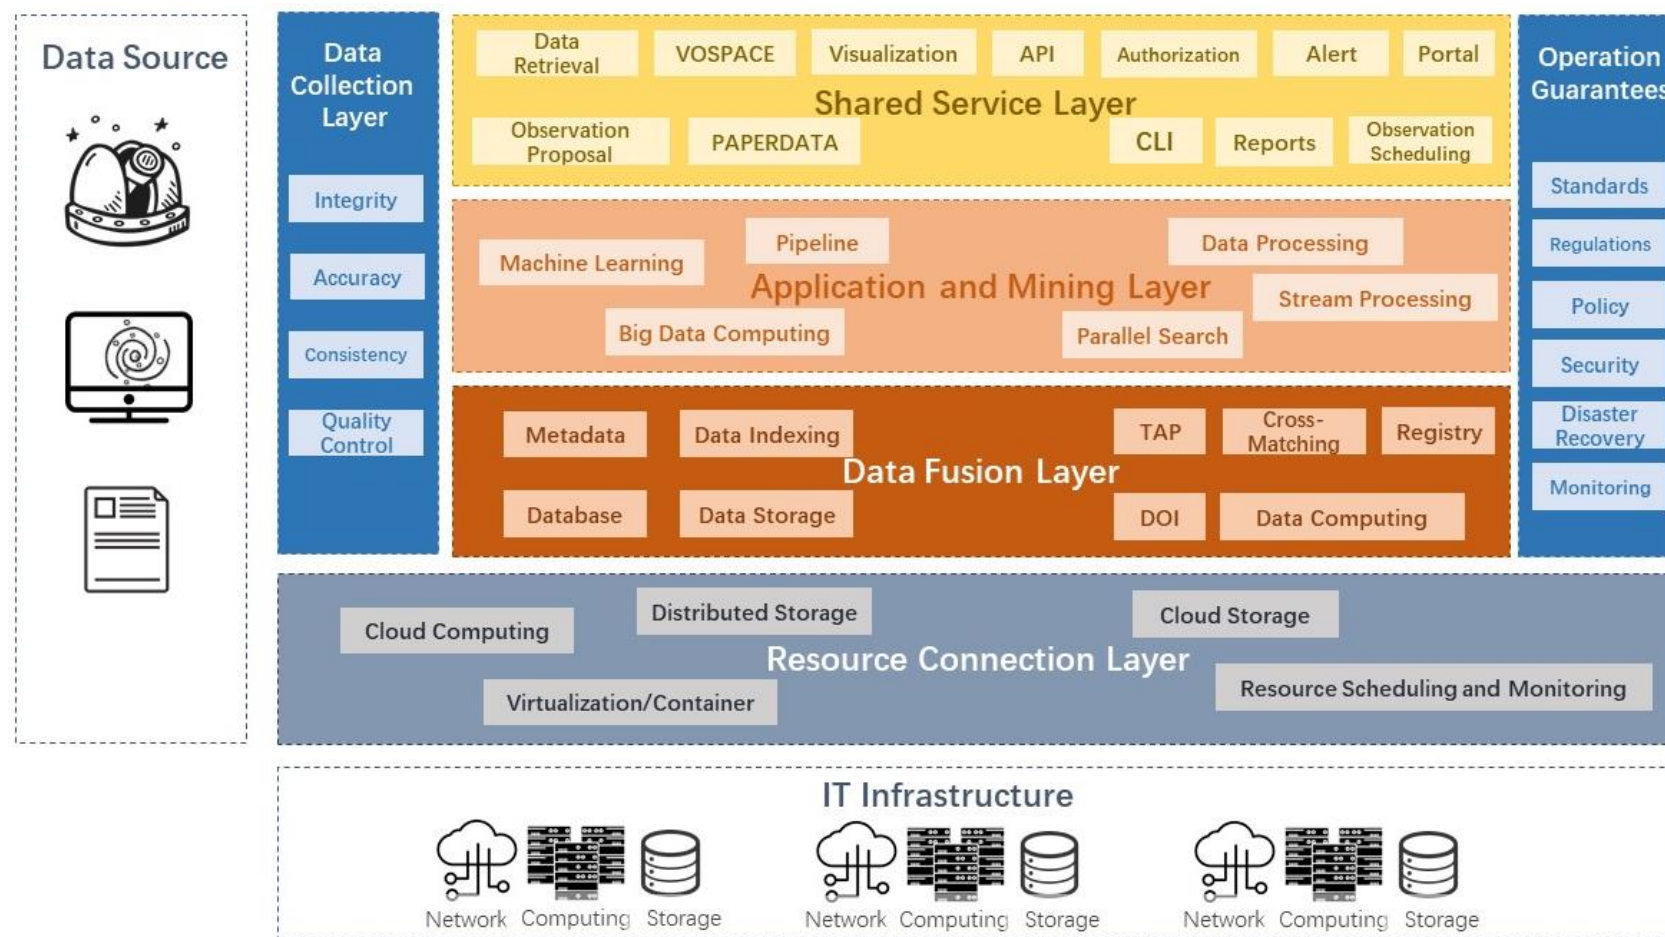 Data Source
Data
Collection
Layer
Integrity
Accuracy
Consistency
Quality
Control
Data
Retrieval
VOSPACE
Visualization
API
Authorization
Alert
Portal
Shared Service Layer
Observation
Proposal
PAPERDATA
CLI
Reports
Observation
Scheduling
Machine Learning
Pipeline
Data Processing
Application and Mining Layer
Stream Processing
Big Data Computing
Parallel Search
Metadata
Data Indexing
TAP
Cross-
Matching
Registry
Data Fusion Layer
Database
Data Storage
DOI
Data Computing
Operation
Guarantees
Standards
Regulations
Policy
Security
Disaster
Recovery
Monitoring
Cloud Computing
Distributed Storage
Cloud Storage
Resource Connection Layer
Virtualization/Container
Resource Scheduling and Monitoring
IT Infrastructure
Network Computing Storage
Network Computing Storage
Network Computing Storage